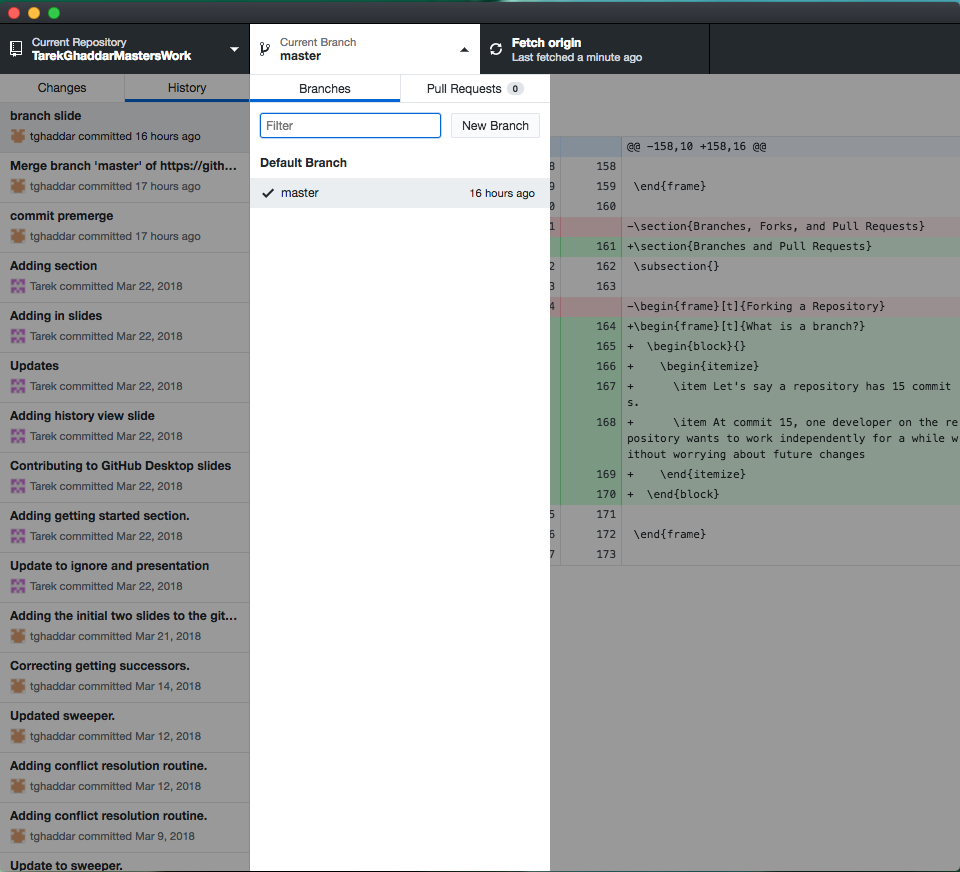 Current Repository
TarekGhaddarMastersWork
Current Branch
master
Fetch origin
Last fetched a minute ago
Changes
History
branch slide
tghaddar committed 16 hours ago
Merge branch 'master' of https://gith...
tghaddar committed 17 hours ago
commit premerge
tghaddar committed 17 hours ago
Adding section
Tarek committed Mar 22, 2018
Adding in slides
Tarek committed Mar 22, 2018
Updates
Tarek committed Mar 22, 2018
Adding history view slide
Tarek committed Mar 22, 2018
Contributing to GitHub Desktop slides
Tarek committed Mar 22, 2018
Adding getting started section.
Tarek committed Mar 22, 2018
Update to ignore and presentation
Tarek committed Mar 22, 2018
Adding the initial two slides to the git...
tghaddar committed Mar 21, 2018
Correcting getting successors.
tghaddar committed Mar 14, 2018
Updated sweeper.
tghaddar committed Mar 12, 2018
Adding conflict resolution routine.
tghaddar committed Mar 12, 2018
Adding conflict resolution routine.
tghaddar committed Mar 9, 2018
Update to sweeper.
Branches
Pull Requests 0
Filter
New Branch
Default Branch
master 16 hours ago
@@ -158,10 +158,16 @@
8 158
9 159 \end{frame}
0 160
1 -\section{Branches, Forks, and Pull Requests}
161 +\section{Branches and Pull Requests}
2 162 \subsection{}
3 163
4 -\begin{frame}[t]{Forking a Repository}
164 +\begin{frame}[t]{What is a branch?}
165 + \begin{block}{}
166 + \begin{itemize}
167 + \item Let's say a repository has 15 commit
s.
168 + \item At commit 15, one developer on the re
pository wants to work independently for a while w
ithout worrying about future changes
169 + \end{itemize}
170 + \end{block}
5 171
6 172 \end{frame}
7 173